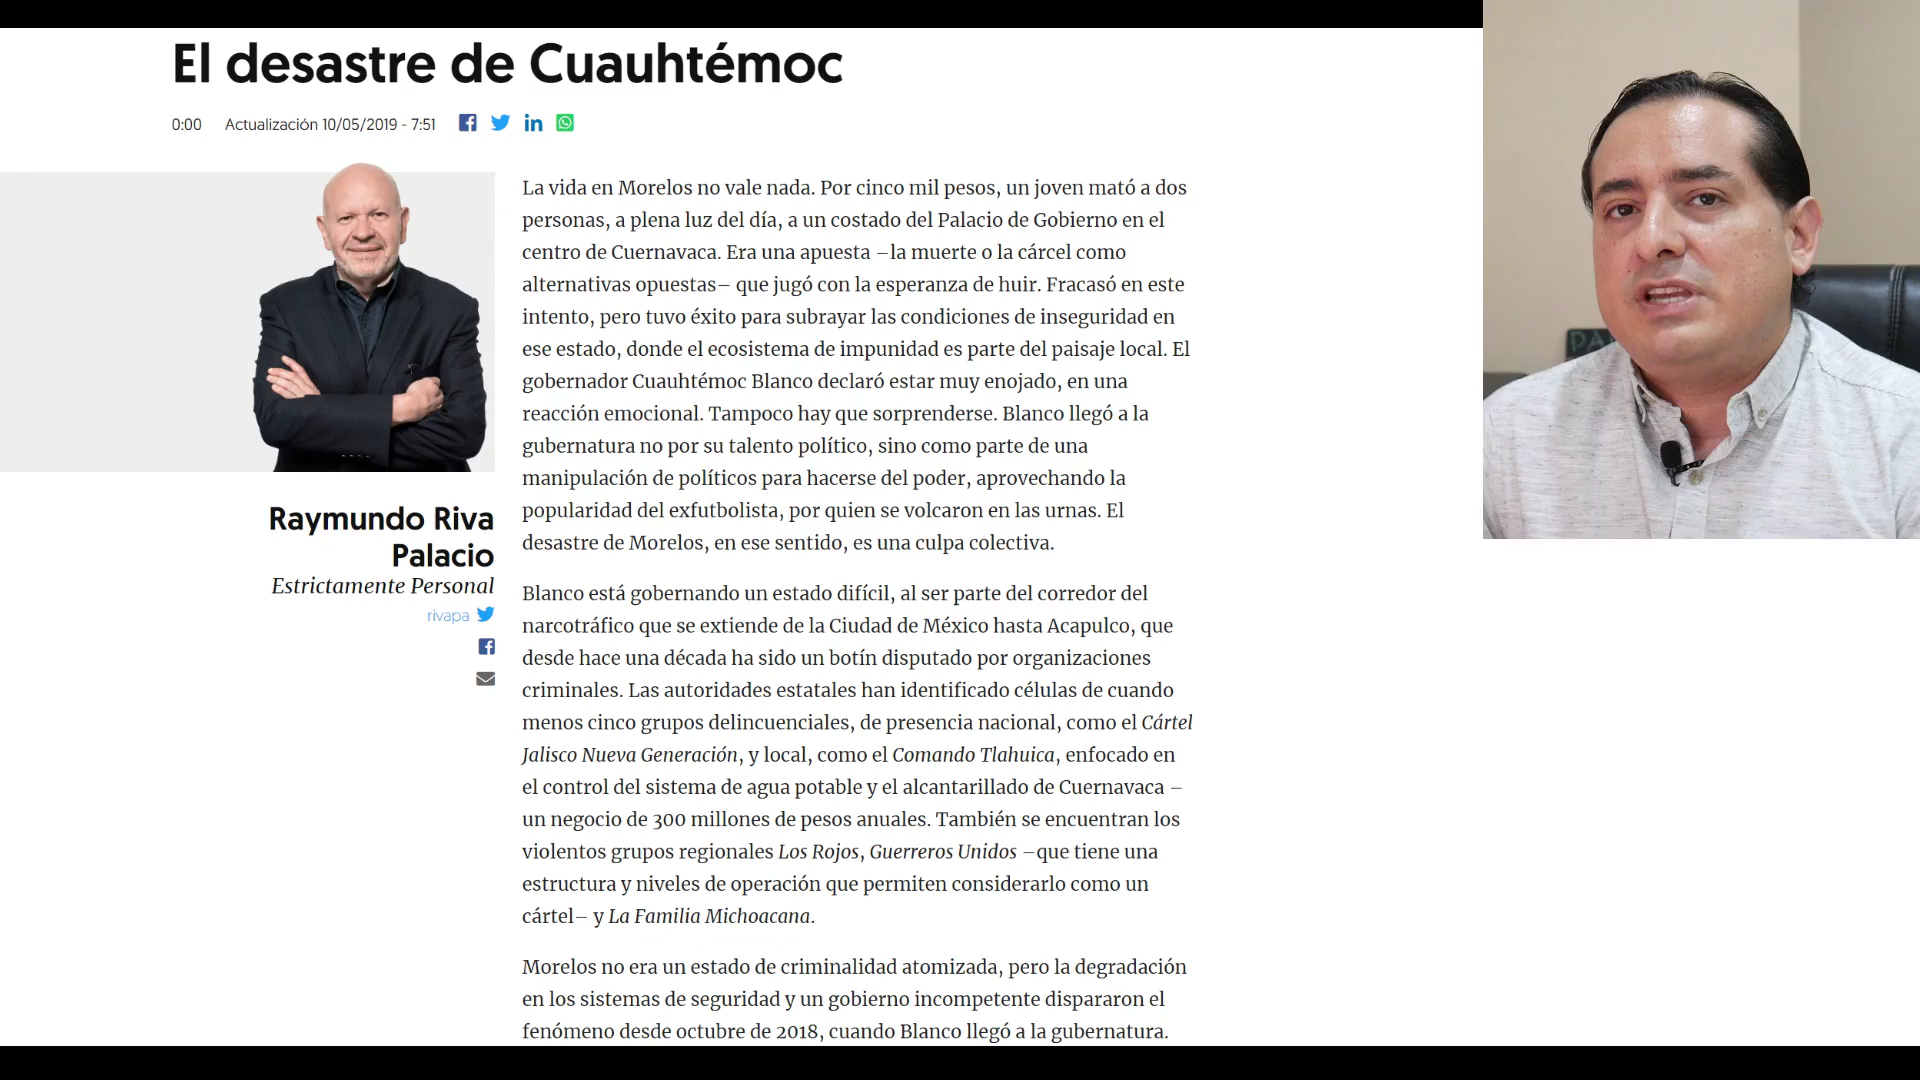 El desastre de Cuauhtémoc
0:00 Actualización 10/05/2019 - 7:51
Raymundo Riva
Palacio
Estrictamente Personal
rivapa
La vida en Morelos no vale nada. Por cinco mil pesos, un joven mató a dos
personas, a plena luz del día, a un costado del Palacio de Gobierno en el
centro de Cuernavaca. Era una apuesta –la muerte o la cárcel como
alternativas opuestas– que jugó con la esperanza de huir. Fracasó en este
intento, pero tuvo éxito para subrayar las condiciones de inseguridad en
ese estado, donde el ecosistema de impunidad es parte del paisaje local. El
gobernador Cuauhtémoc Blanco declaró estar muy enojado, en una
reacción emocional. Tampoco hay que sorprenderse. Blanco llegó a la
gubernatura no por su talento político, sino como parte de una
manipulación de políticos para hacerse del poder, aprovechando la
popularidad del exfutbolista, por quien se volcaron en las urnas. El
desastre de Morelos, en ese sentido, es una culpa colectiva.
Blanco está gobernando un estado difícil, al ser parte del corredor del
narcotráfico que se extiende de la Ciudad de México hasta Acapulco, que
desde hace una década ha sido un botín disputado por organizaciones
criminales. Las autoridades estatales han identificado células de cuando
menos cinco grupos delincuenciales, de presencia nacional, como el Cártel
Jalisco Nueva Generación, y local, como el Comando Tlahuica, enfocado en
el control del sistema de agua potable y el alcantarillado de Cuernavaca –
un negocio de 300 millones de pesos anuales. También se encuentran los
violentos grupos regionales Los Rojos, Guerreros Unidos –que tiene una
estructura y niveles de operación que permiten considerarlo como un
cártel– y La Familia Michoacana.
Morelos no era un estado de criminalidad atomizada, pero la degradación
en los sistemas de seguridad y un gobierno incompetente dispararon el
fenómeno desde octubre de 2018, cuando Blanco llegó a la gubernatura.